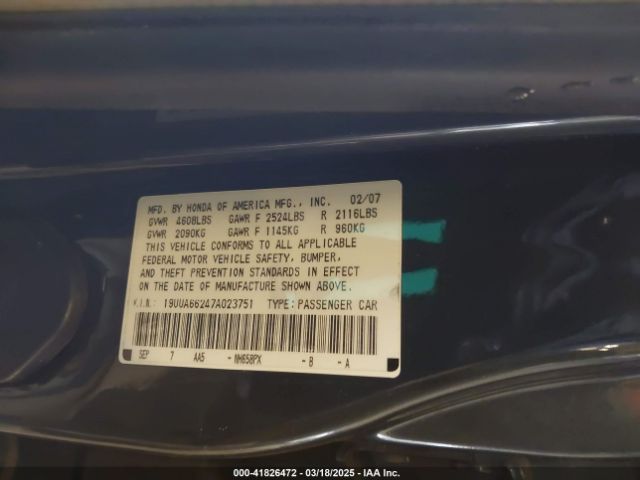 MFD. BY HONDA OF AMERICA MFG., INC. 02/07
GVWR 4608LBS GAWR F 2524LBS R 2116LBS
GVWR 2090KG GAWR F 1145KG R 960KG
THIS VEHICLE CONFORMS TO ALL APPLICABLE
FEDERAL MOTOR VEHICLE SAFETY, BUMPER,
AND THEFT PREVENTION STANDARDS IN EFFECT
ON THE DATE OF MANUFACTURE SHOWN ABOVE.
V.I.N.: 19UUA66247A023751 TYPE: PASSENGER CAR
SEP 7 AA5 -NH658PX -B -A
000-41826472 — 03/18/2025 — IAA Inc.